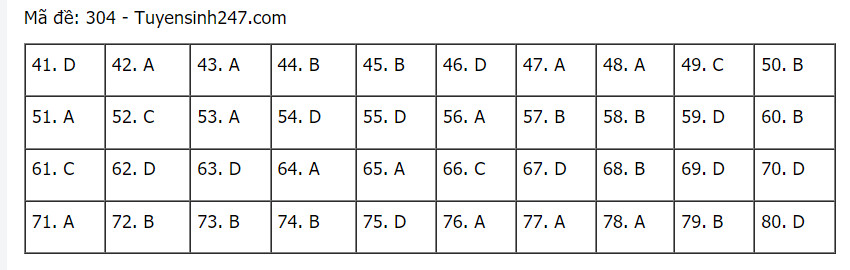 Mã đề: 304 - Tuyensinh247.com
41. D 42. A 43. A 44. B 45. B 46. D 47. A 48. A 49. C 50. B
51. A 52. C 53. A 54. D 55. D 56. A 57. B 58. B 59. D 60. B
61. C 62. D 63. D 64. A 65. A 66. C 67. D 68. B 69. D 70. D
71. A 72. B 73. B 74. B 75. D 76. A 77. A 78. A 79. B 80. D